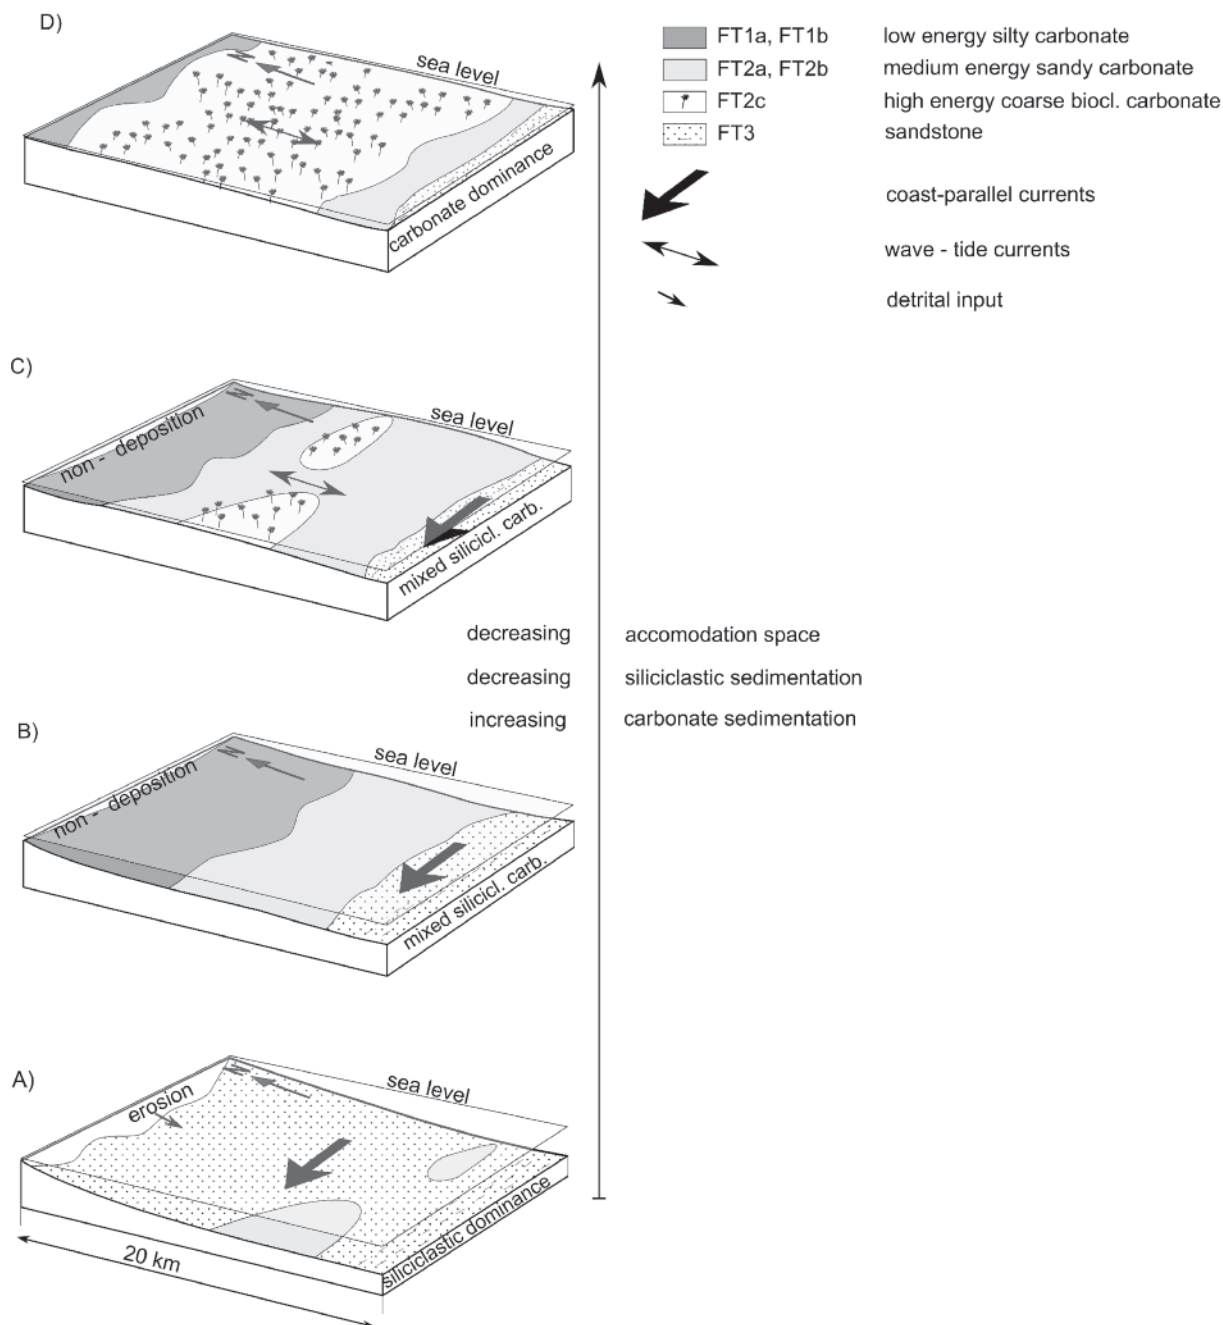 D)
N
sea level
carbonate dominance
FT1a, FT1b low energy silty carbonate
FT2a, FT2b medium energy sandy carbonate
FT2c high energy coarse biocl. carbonate
FT3 sandstone
coast-parallel currents
wave - tide currents
detrital input
C)
N
sea level
non - deposition
mixed silicicl. carb.
decreasing accomodation space
decreasing siliciclastic sedimentation
increasing carbonate sedimentation
B)
N
sea level
non - deposition
mixed silicicl. carb.
A)
N
sea level
erosion
siliciclastic dominance
20 km